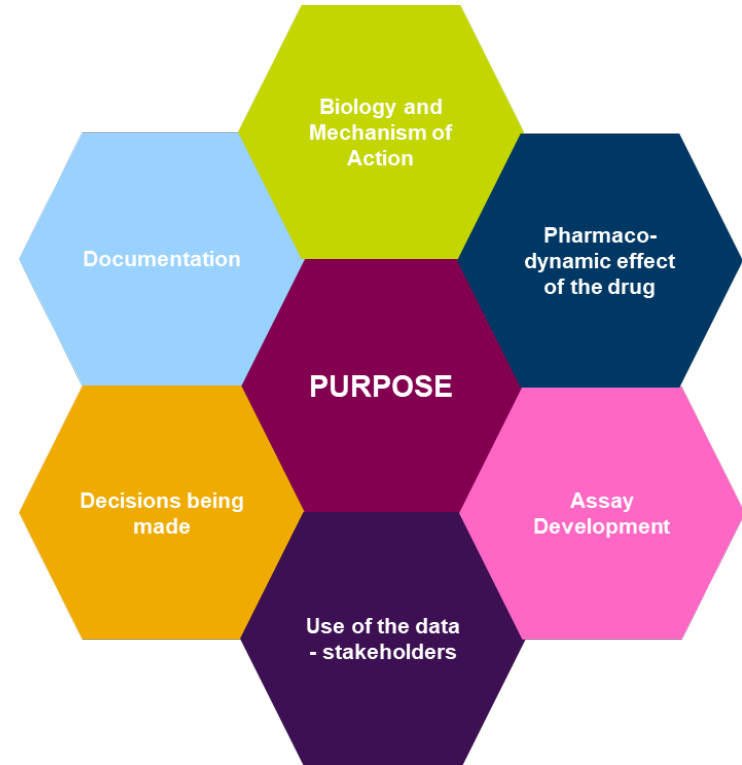 Biology and
Mechanism of
Action
Documentation
Pharmaco-
dynamic effect
of the drug
PURPOSE
Decisions being
made
Assay
Development
Use of the data
- stakeholders